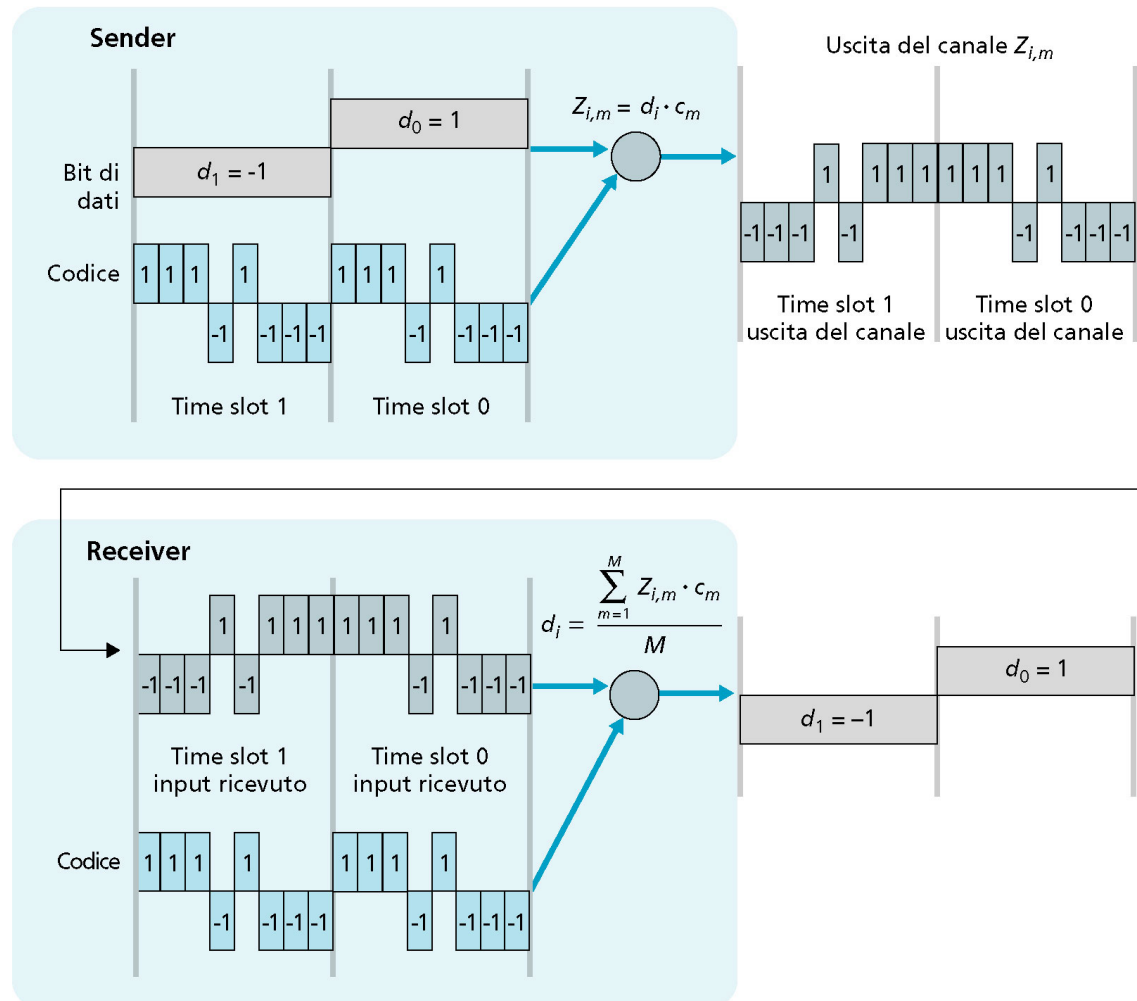 Sender
Uscita del canale Z_{i,m}
d_0 = 1
Z_{i,m} = d_i · c_m
Bit di
dati
d_1 = -1
1 1 1 1 1 1 1 1
-1 -1 -1 -1 -1 -1 -1 -1
Codice
1 1 1 1 1 1 1 1
-1 -1 -1 -1 -1 -1 -1 -1
Time slot 1
Time slot 0
Time slot 1
uscita del canale
Time slot 0
uscita del canale
Receiver
d_i = \frac{\sum_{m=1}^{M} Z_{i,m} · c_m}{M}
1 1 1 1 1 1 1 1
-1 -1 -1 -1 -1 -1 -1 -1
d_0 = 1
d_1 = –1
Time slot 1
input ricevuto
Time slot 0
input ricevuto
Codice
1 1 1 1 1 1 1 1
-1 -1 -1 -1 -1 -1 -1 -1